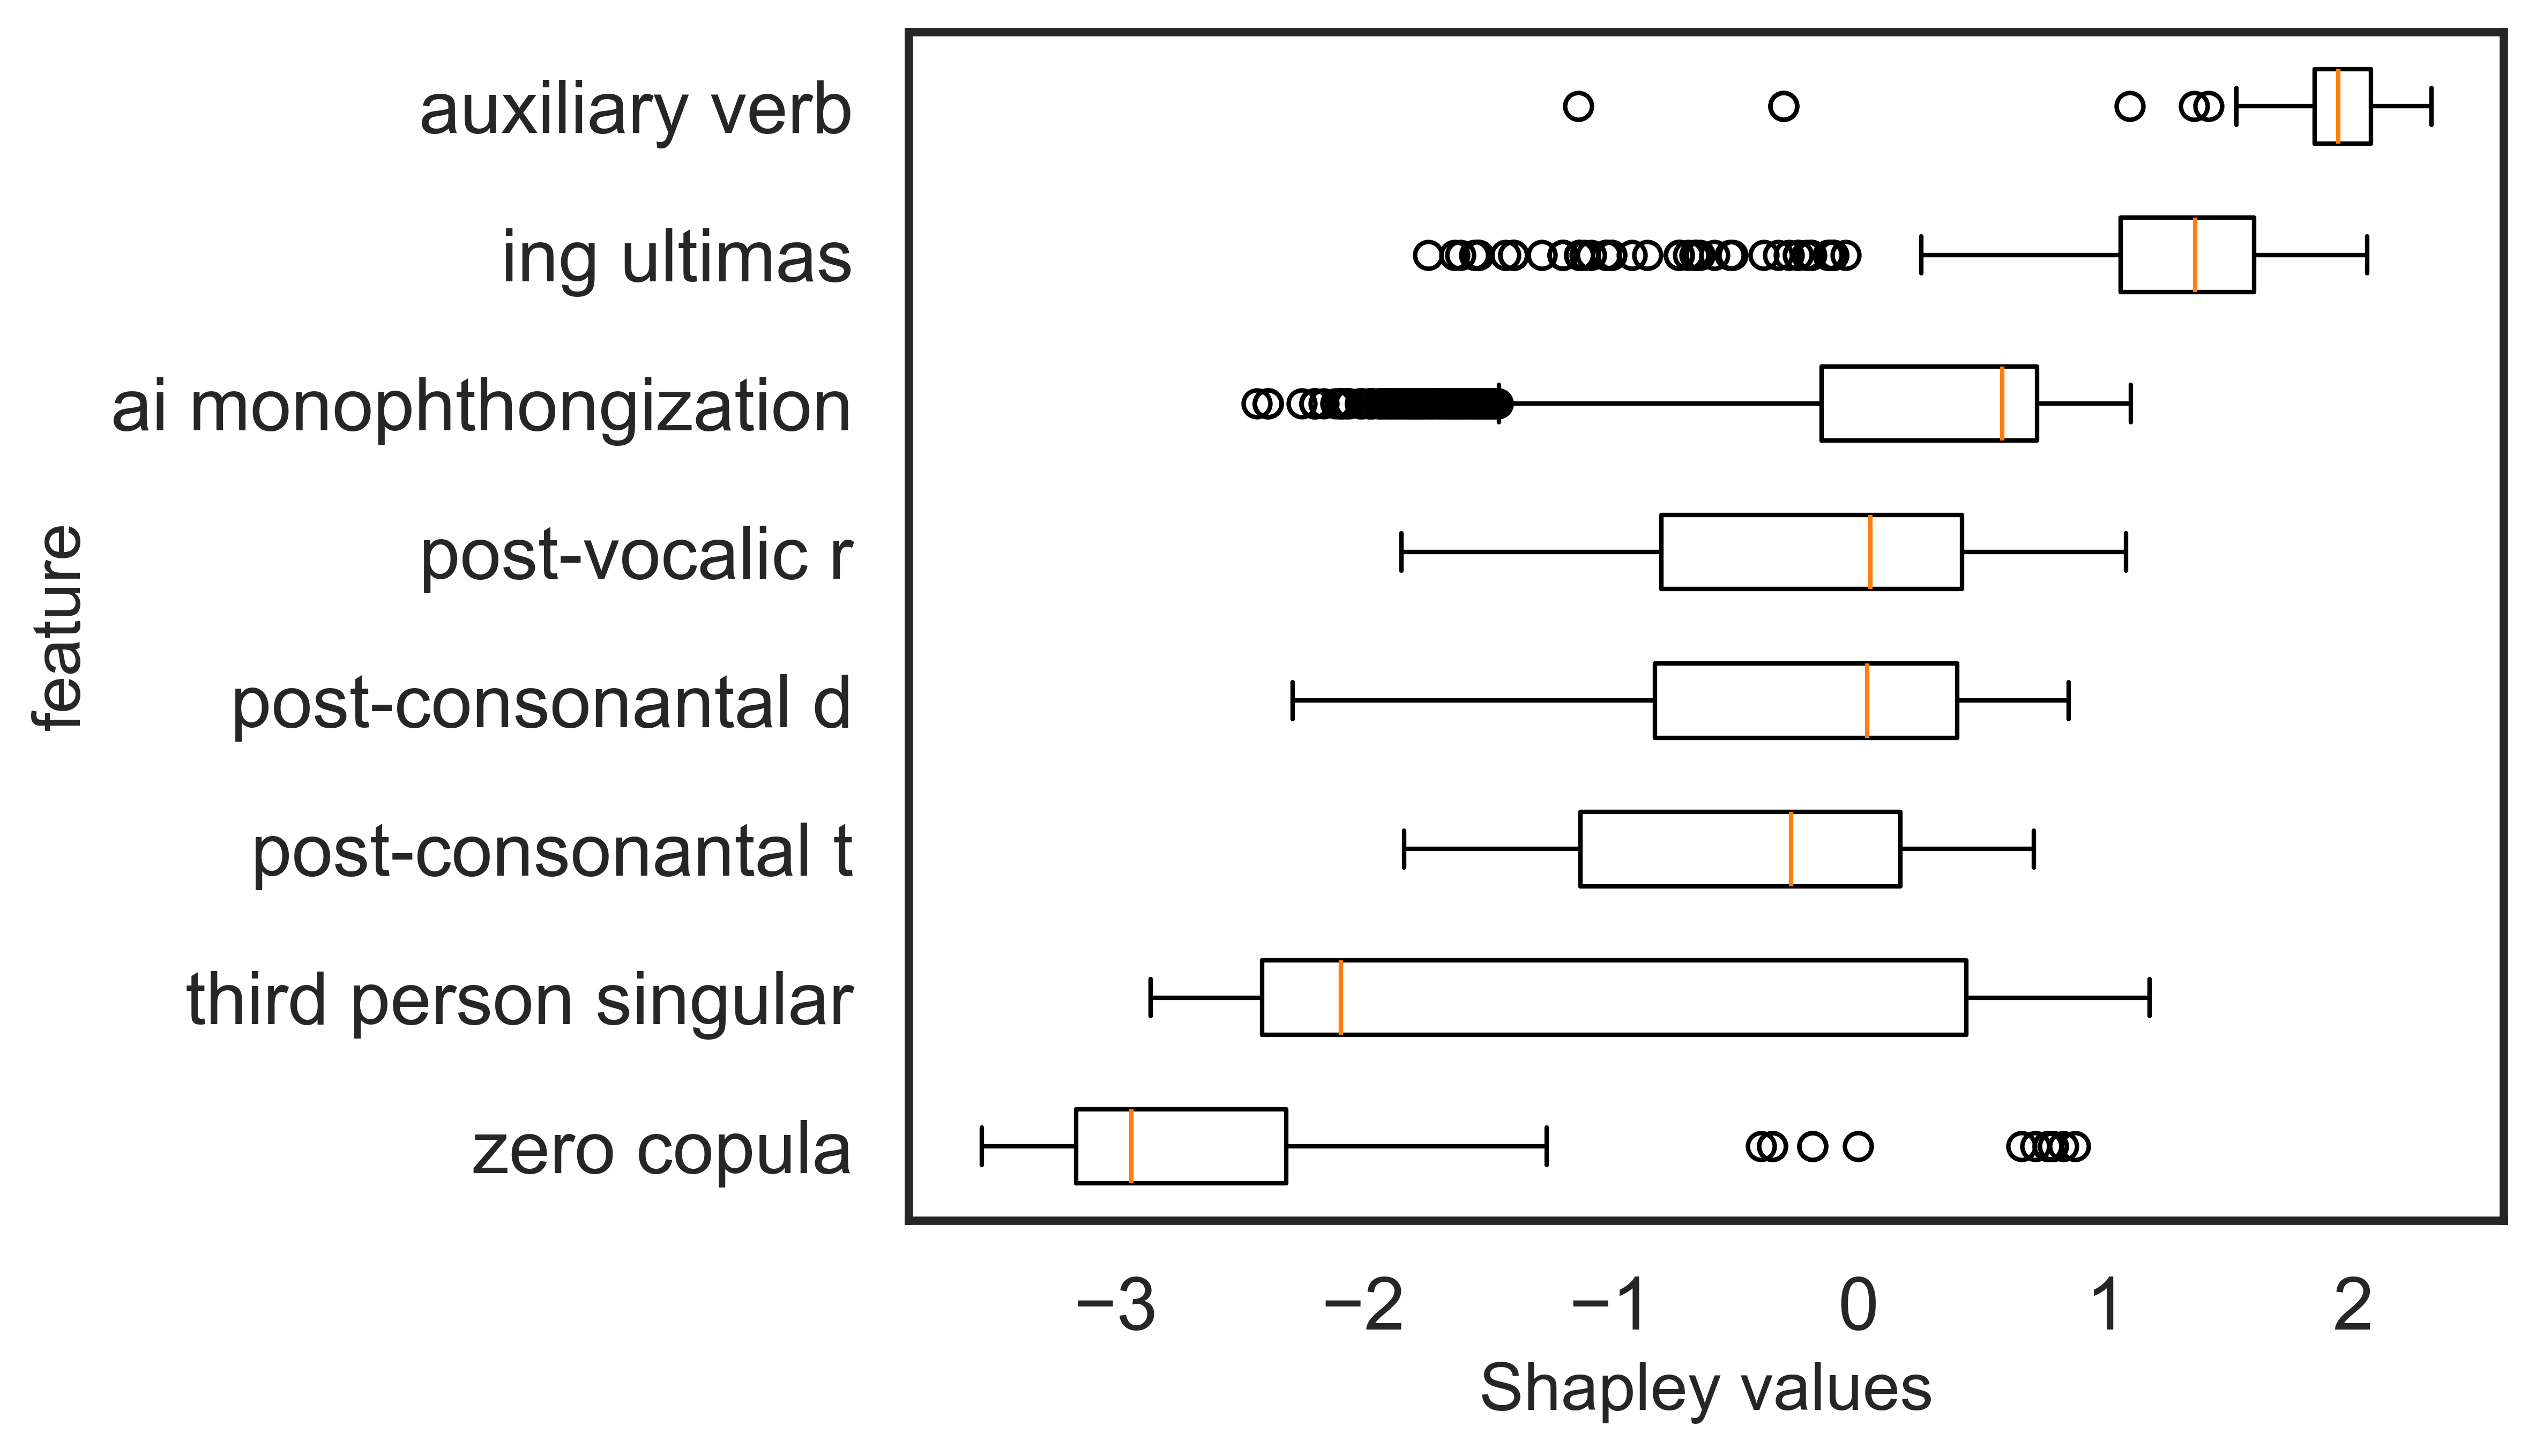 auxiliary verb
ing ultimas
ai monophthongization
post-vocalic r
post-consonantal d
post-consonantal t
third person singular
zero copula
feature
−3 −2 −1 0 1 2
Shapley values